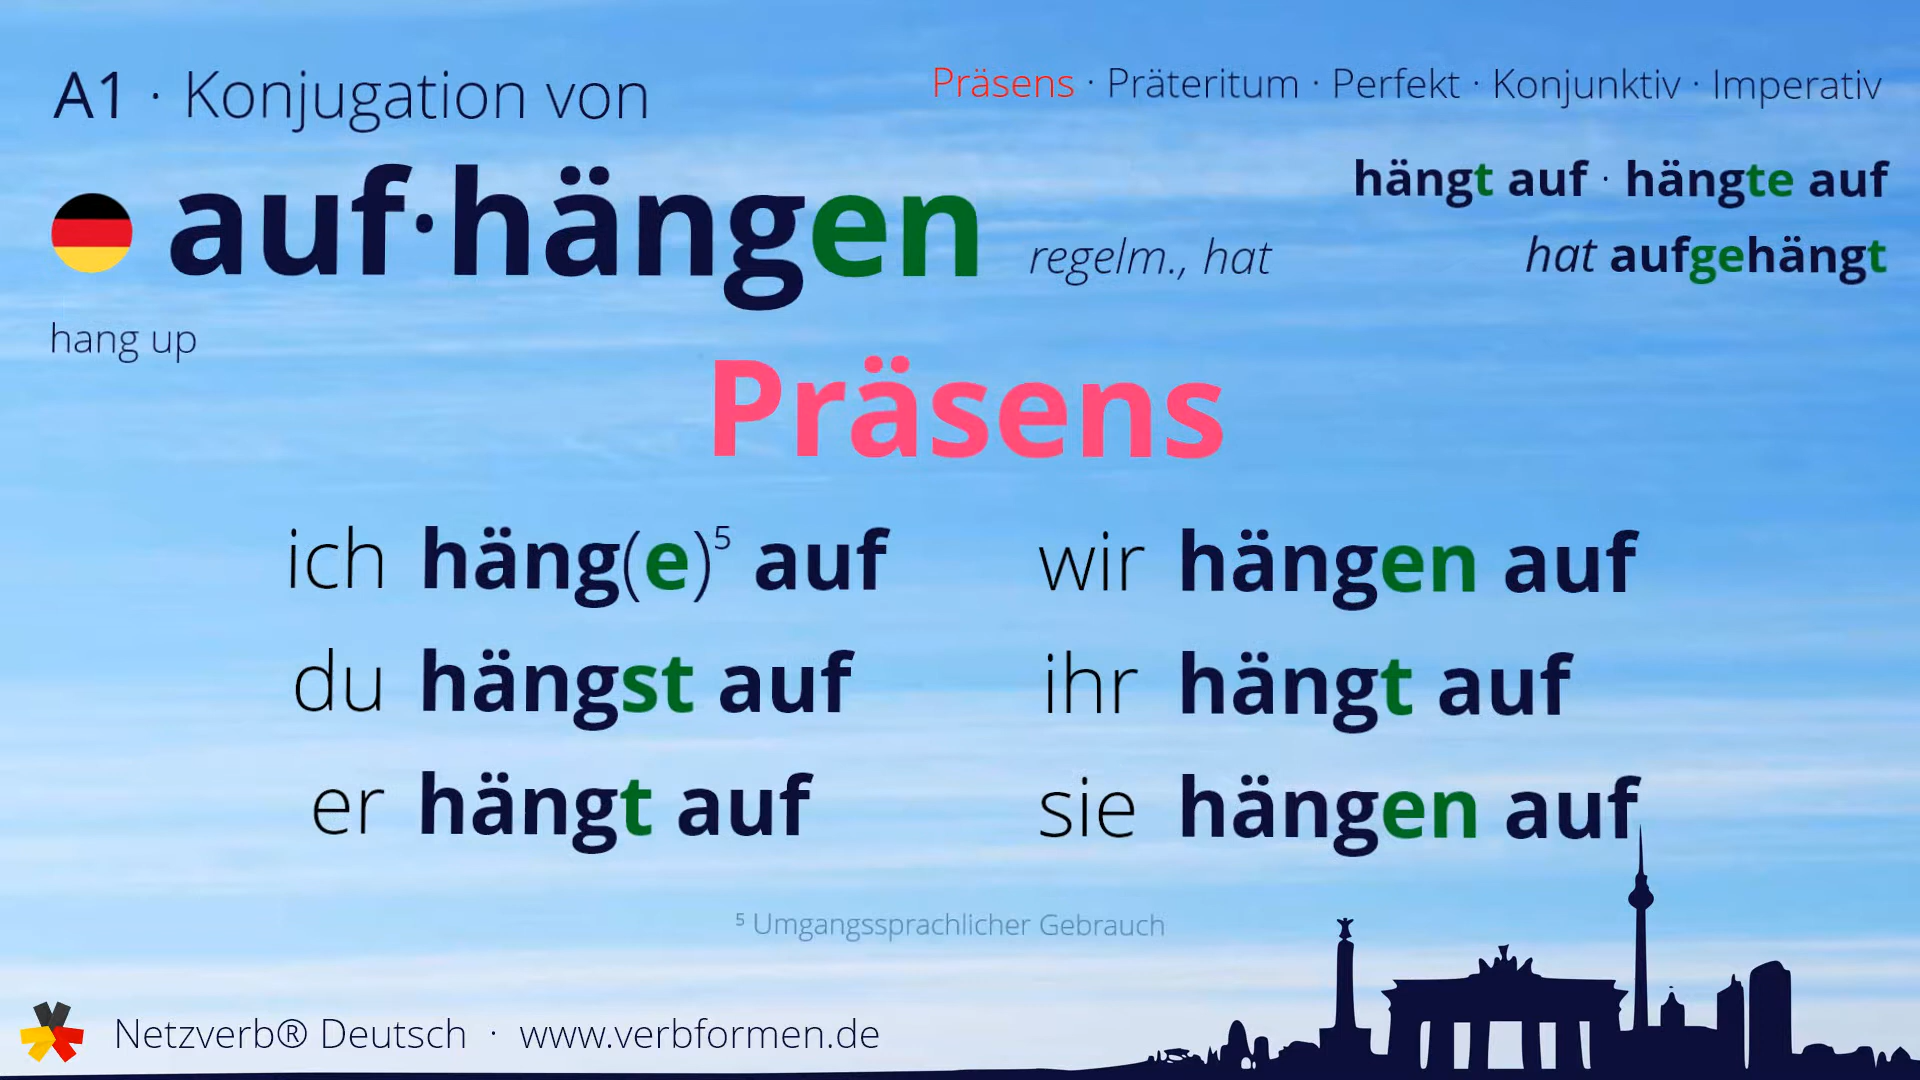 A1 · Konjugation von
Präsens · Präteritum · Perfekt · Konjunktiv · Imperativ
auf·hängen regelm., hat
hängt auf · hängte auf
hat aufgehängt
hang up
Präsens
ich häng(e)⁵ auf
du hängst auf
er hängt auf
wir hängen auf
ihr hängt auf
sie hängen auf
⁵ Umgangssprachlicher Gebrauch
Netzverb® Deutsch · www.verbformen.de